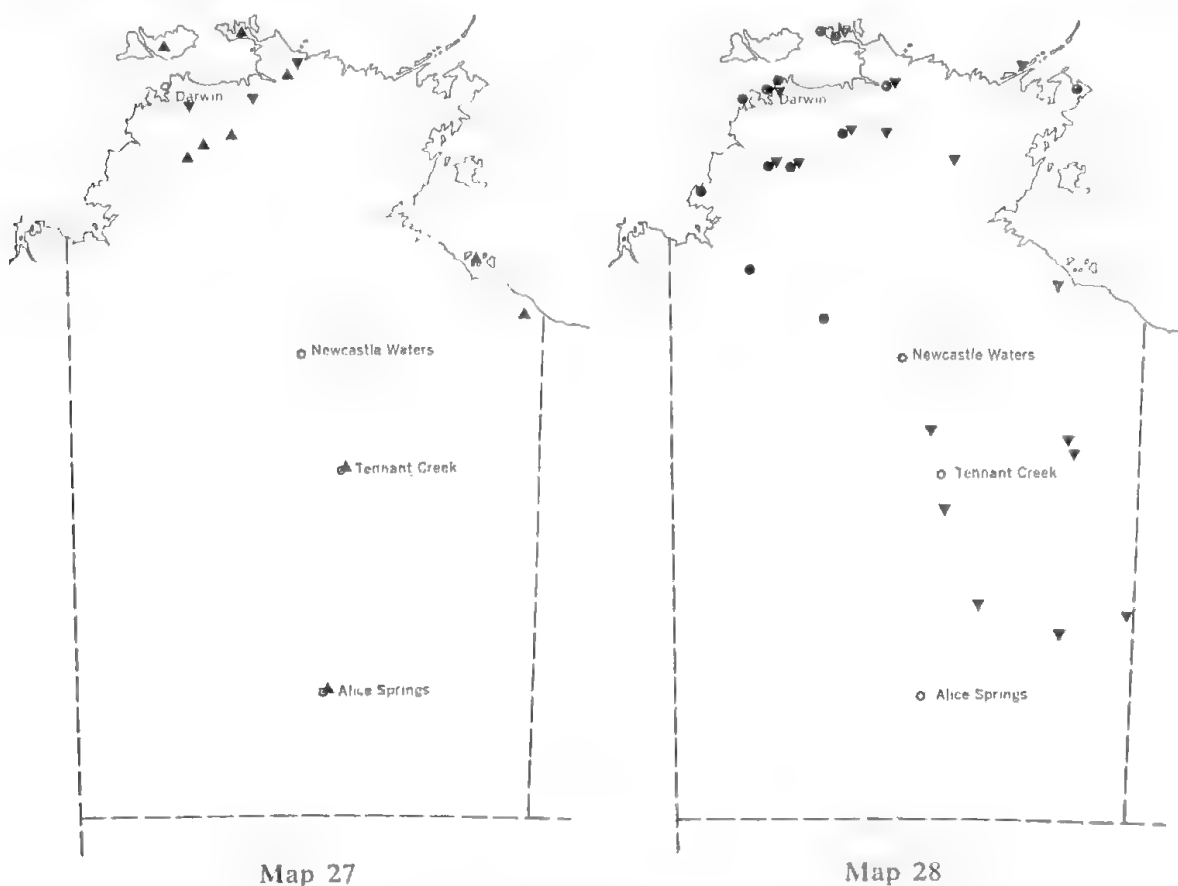 Darwin
Newcastle Waters
Tennant Creek
Alice Springs
Map 27
Darwin
Newcastle Waters
Tennant Creek
Alice Springs
Map 28